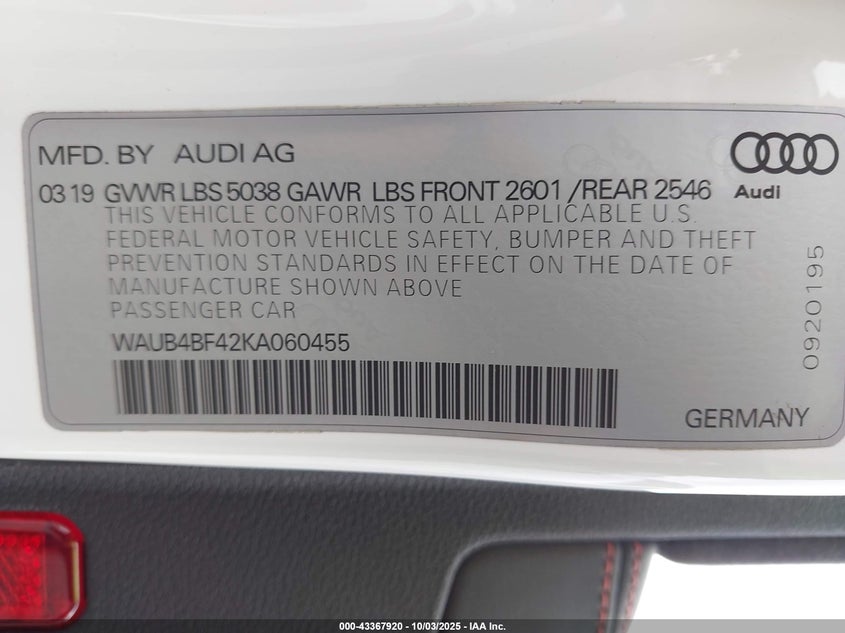 MFD. BY AUDI AG
Audi
03 19 GVWR LBS 5038 GAWR LBS FRONT 2601 /REAR 2546
THIS VEHICLE CONFORMS TO ALL APPLICABLE U.S.
FEDERAL MOTOR VEHICLE SAFETY, BUMPER AND THEFT
PREVENTION STANDARDS IN EFFECT ON THE DATE OF
MANUFACTURE SHOWN ABOVE
PASSENGER CAR
WAUB4BF42KA060455
GERMANY
0920195
000-43367920 - 10/03/2025 - IAA Inc.